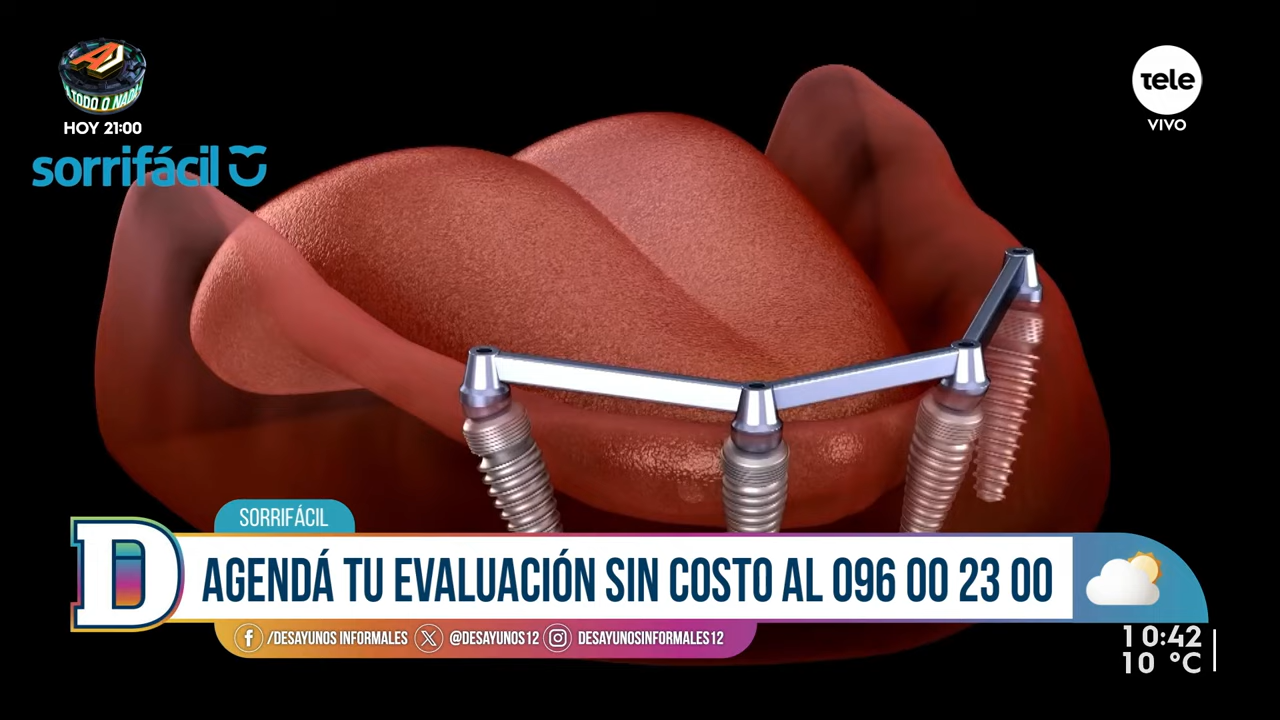 A TODO O NADA
HOY 21:00
sorrifácil
tele
VIVO
SORRIFÁCIL
D
AGENDÁ TU EVALUACIÓN SIN COSTO AL 096 00 23 00
/DESAYUNOS INFORMALES @DESAYUNOS12 DESAYUNOSINFORMALES12
10:42
10 °C